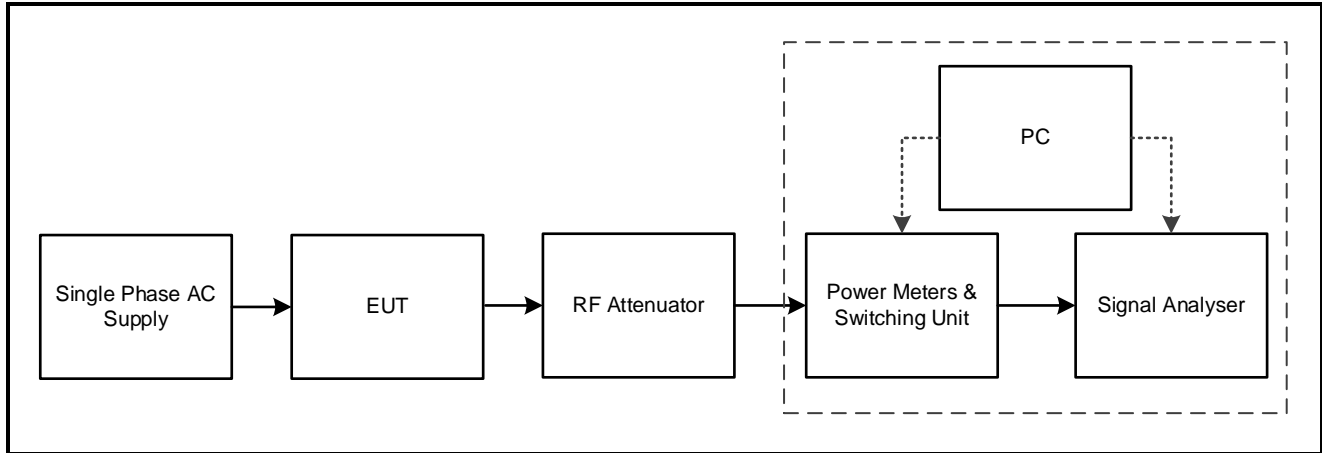 PC
Single Phase AC
Supply
EUT
RF Attenuator
Power Meters &
Switching Unit
Signal Analyser